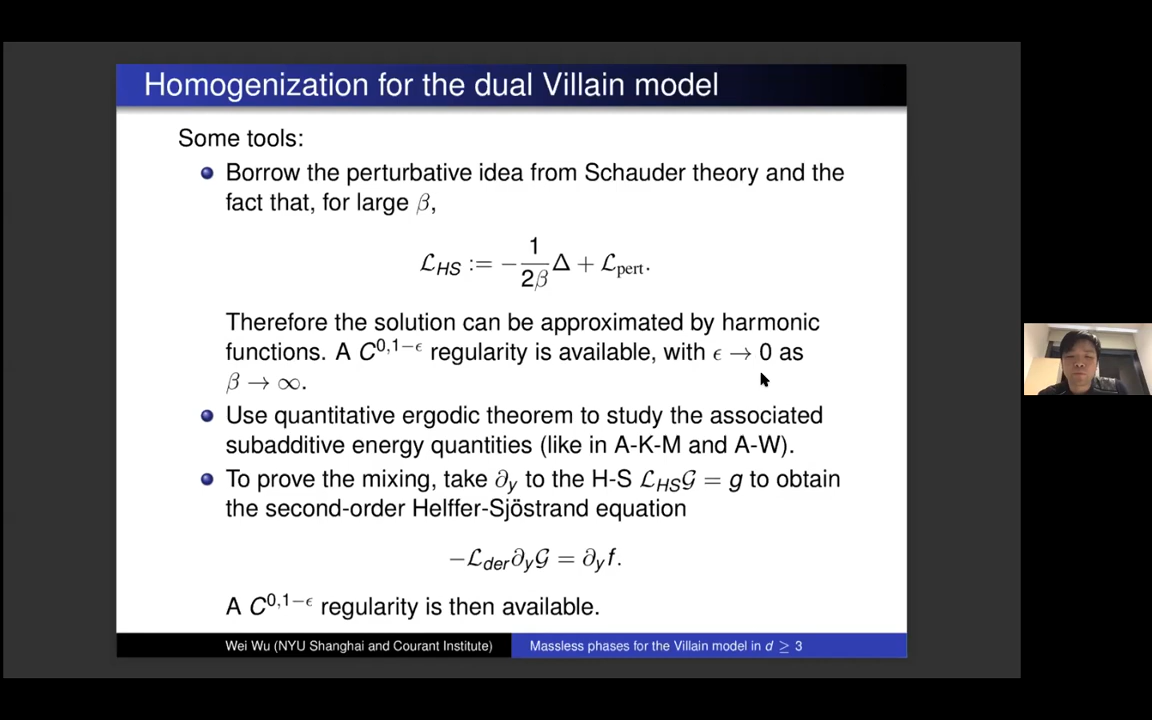 Homogenization for the dual Villain model
Some tools:
Borrow the perturbative idea from Schauder theory and the
fact that, for large β,
ℒ_HS := −\frac{1}{2β}Δ + ℒ_pert.
Therefore the solution can be approximated by harmonic
functions. A C^{0,1−ϵ} regularity is available, with ϵ → 0 as
β → ∞.
Use quantitative ergodic theorem to study the associated
subadditive energy quantities (like in A-K-M and A-W).
To prove the mixing, take ∂_y to the H-S ℒ_HS𝒢 = g to obtain
the second-order Helffer-Sjöstrand equation
−ℒ_der∂_y𝒢 = ∂_yf.
A C^{0,1−ϵ} regularity is then available.
Wei Wu (NYU Shanghai and Courant Institute)
Massless phases for the Villain model in d ≥ 3